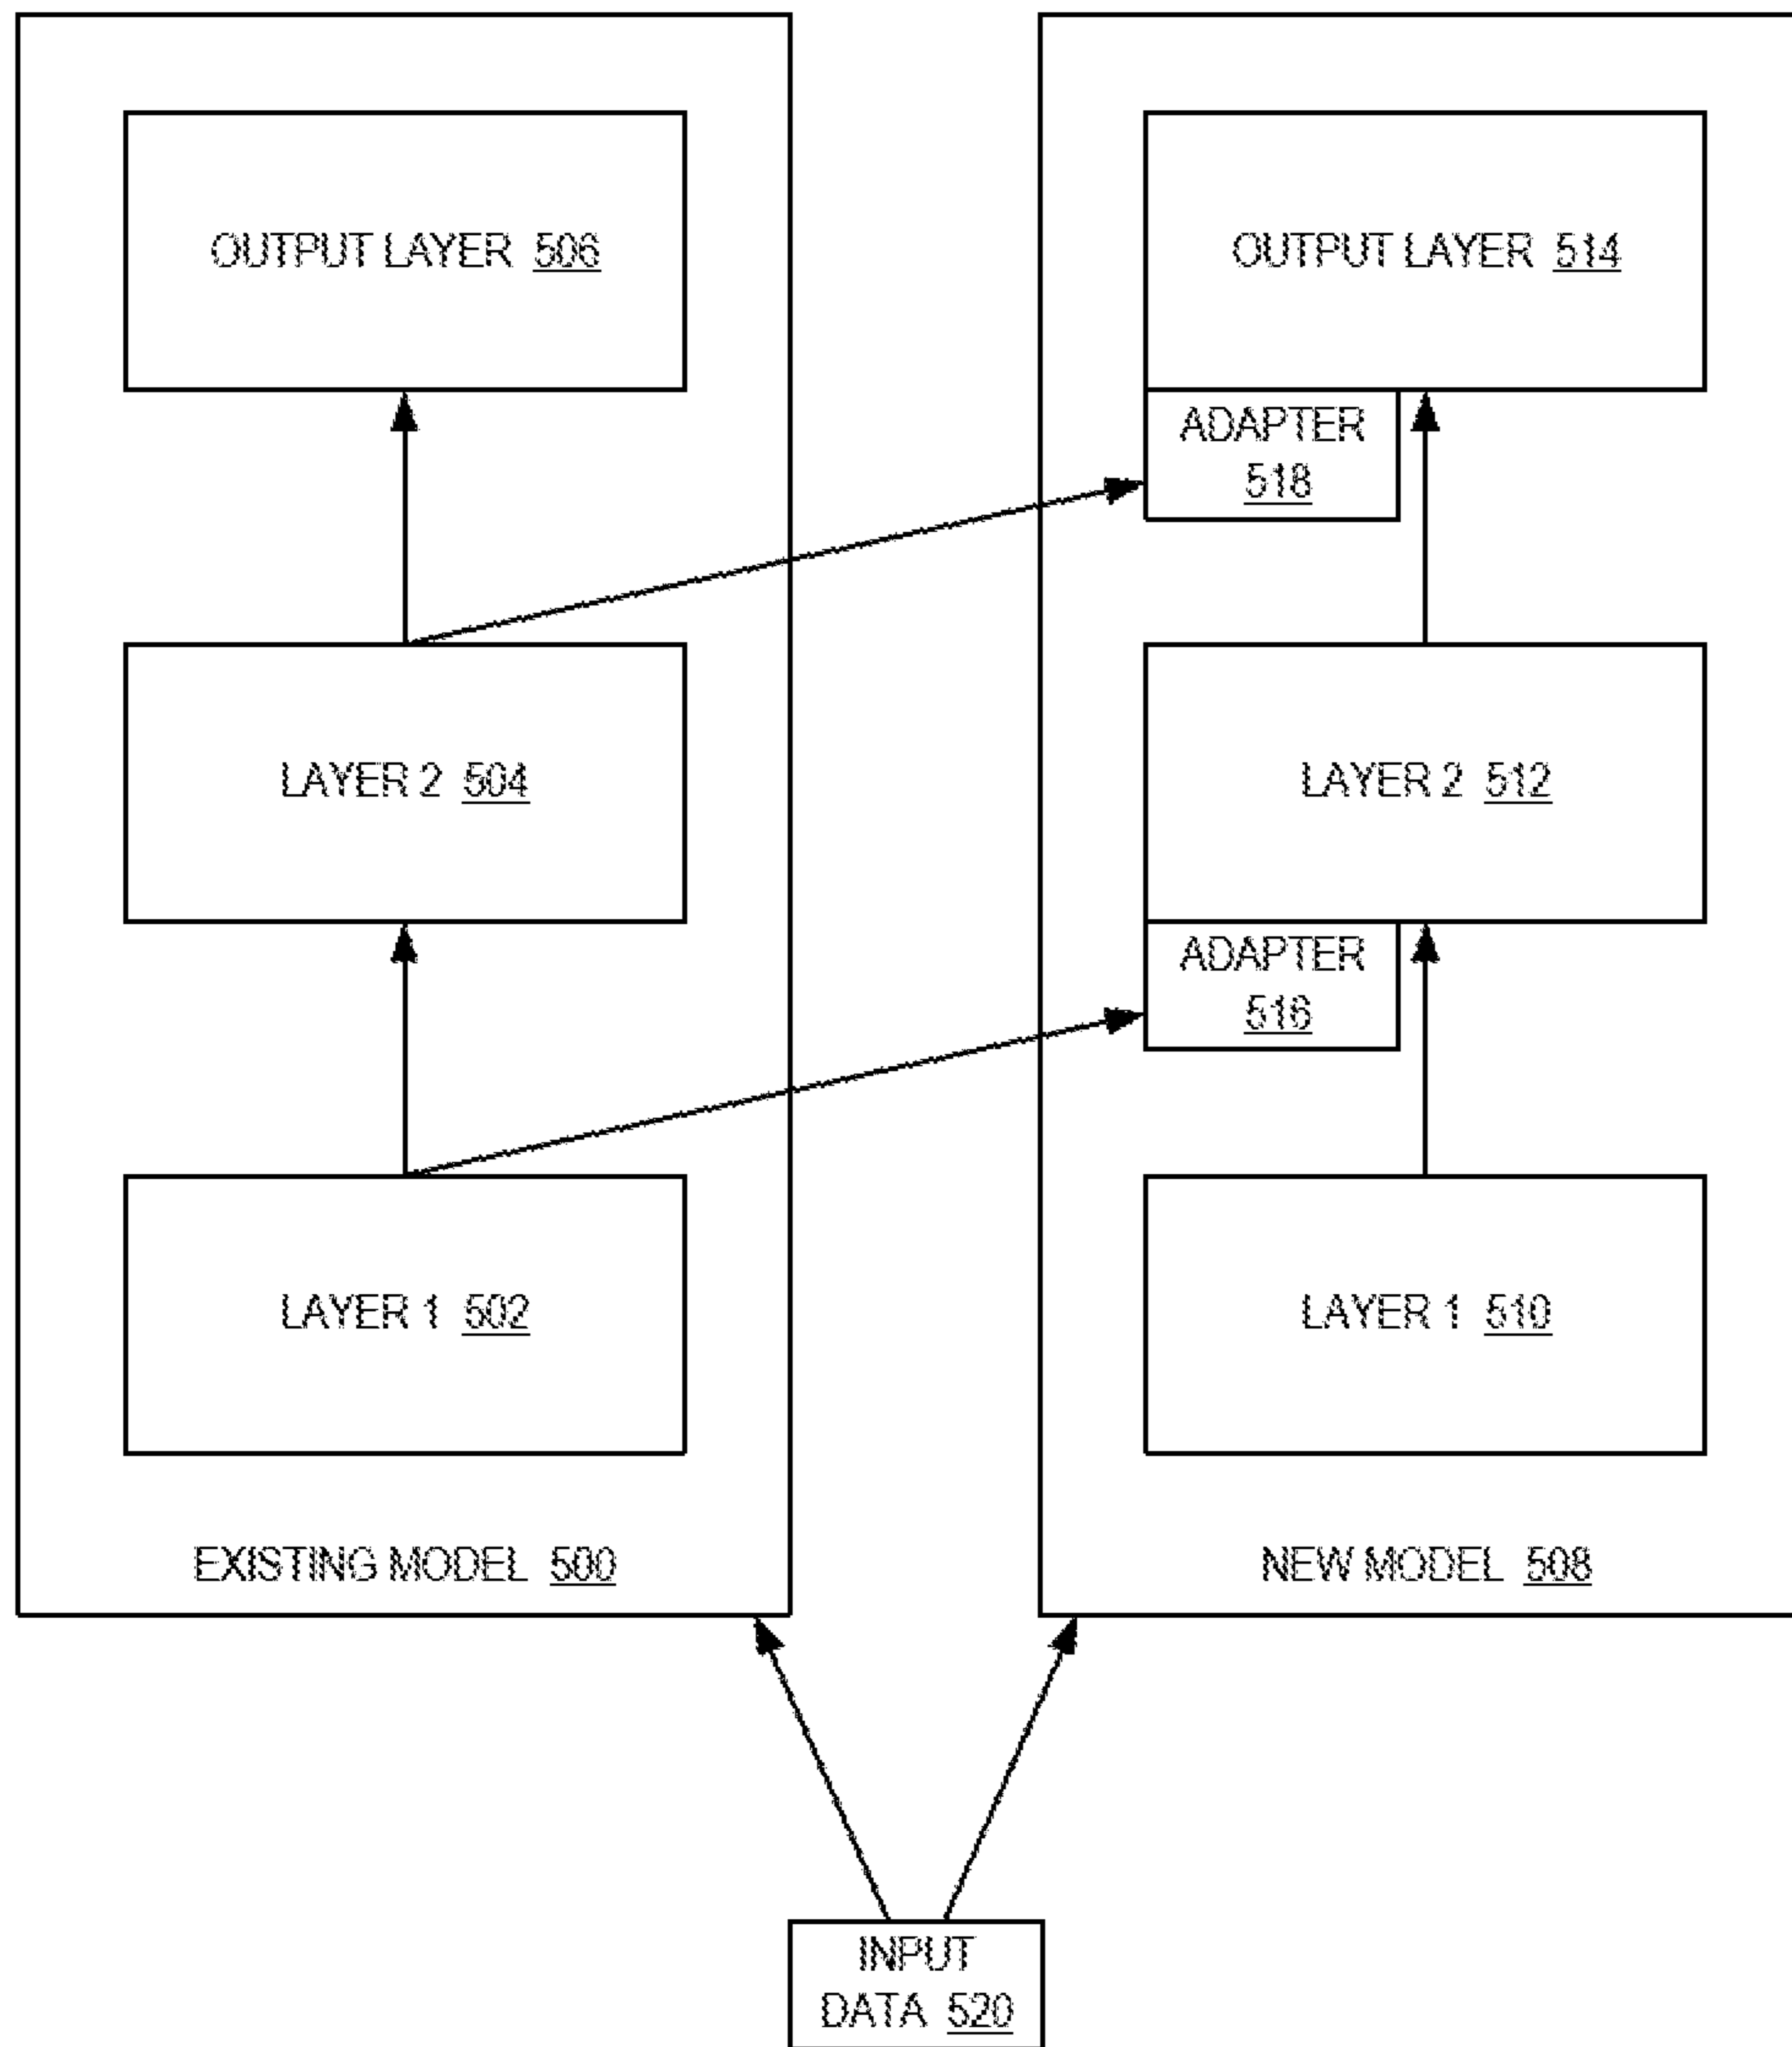 OUTPUT LAYER 506
OUTPUT LAYER 514
ADAPTER
518
LAYER 2 504
LAYER 2 512
ADAPTER
516
LAYER 1 502
LAYER 1 510
EXISTING MODEL 500
NEW MODEL 508
INPUT
DATA 520